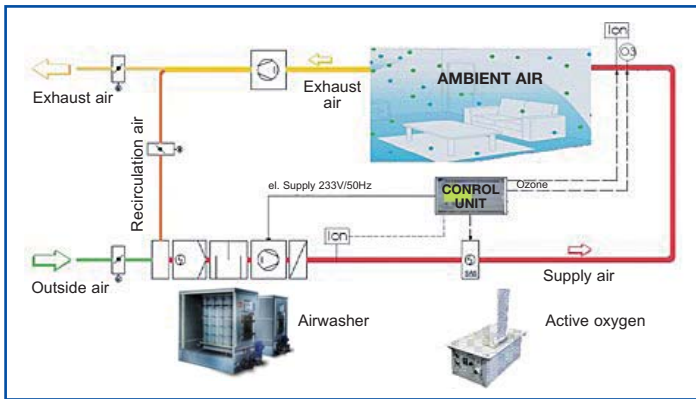 Ion
O3
AMBIENT AIR
Exhaust air
Exhaust
air
Recirculation air
el. Supply 233V/50Hz
CONROL
UNIT
Ozone
Ion
Outside air
Supply air
Airwasher
Active oxygen